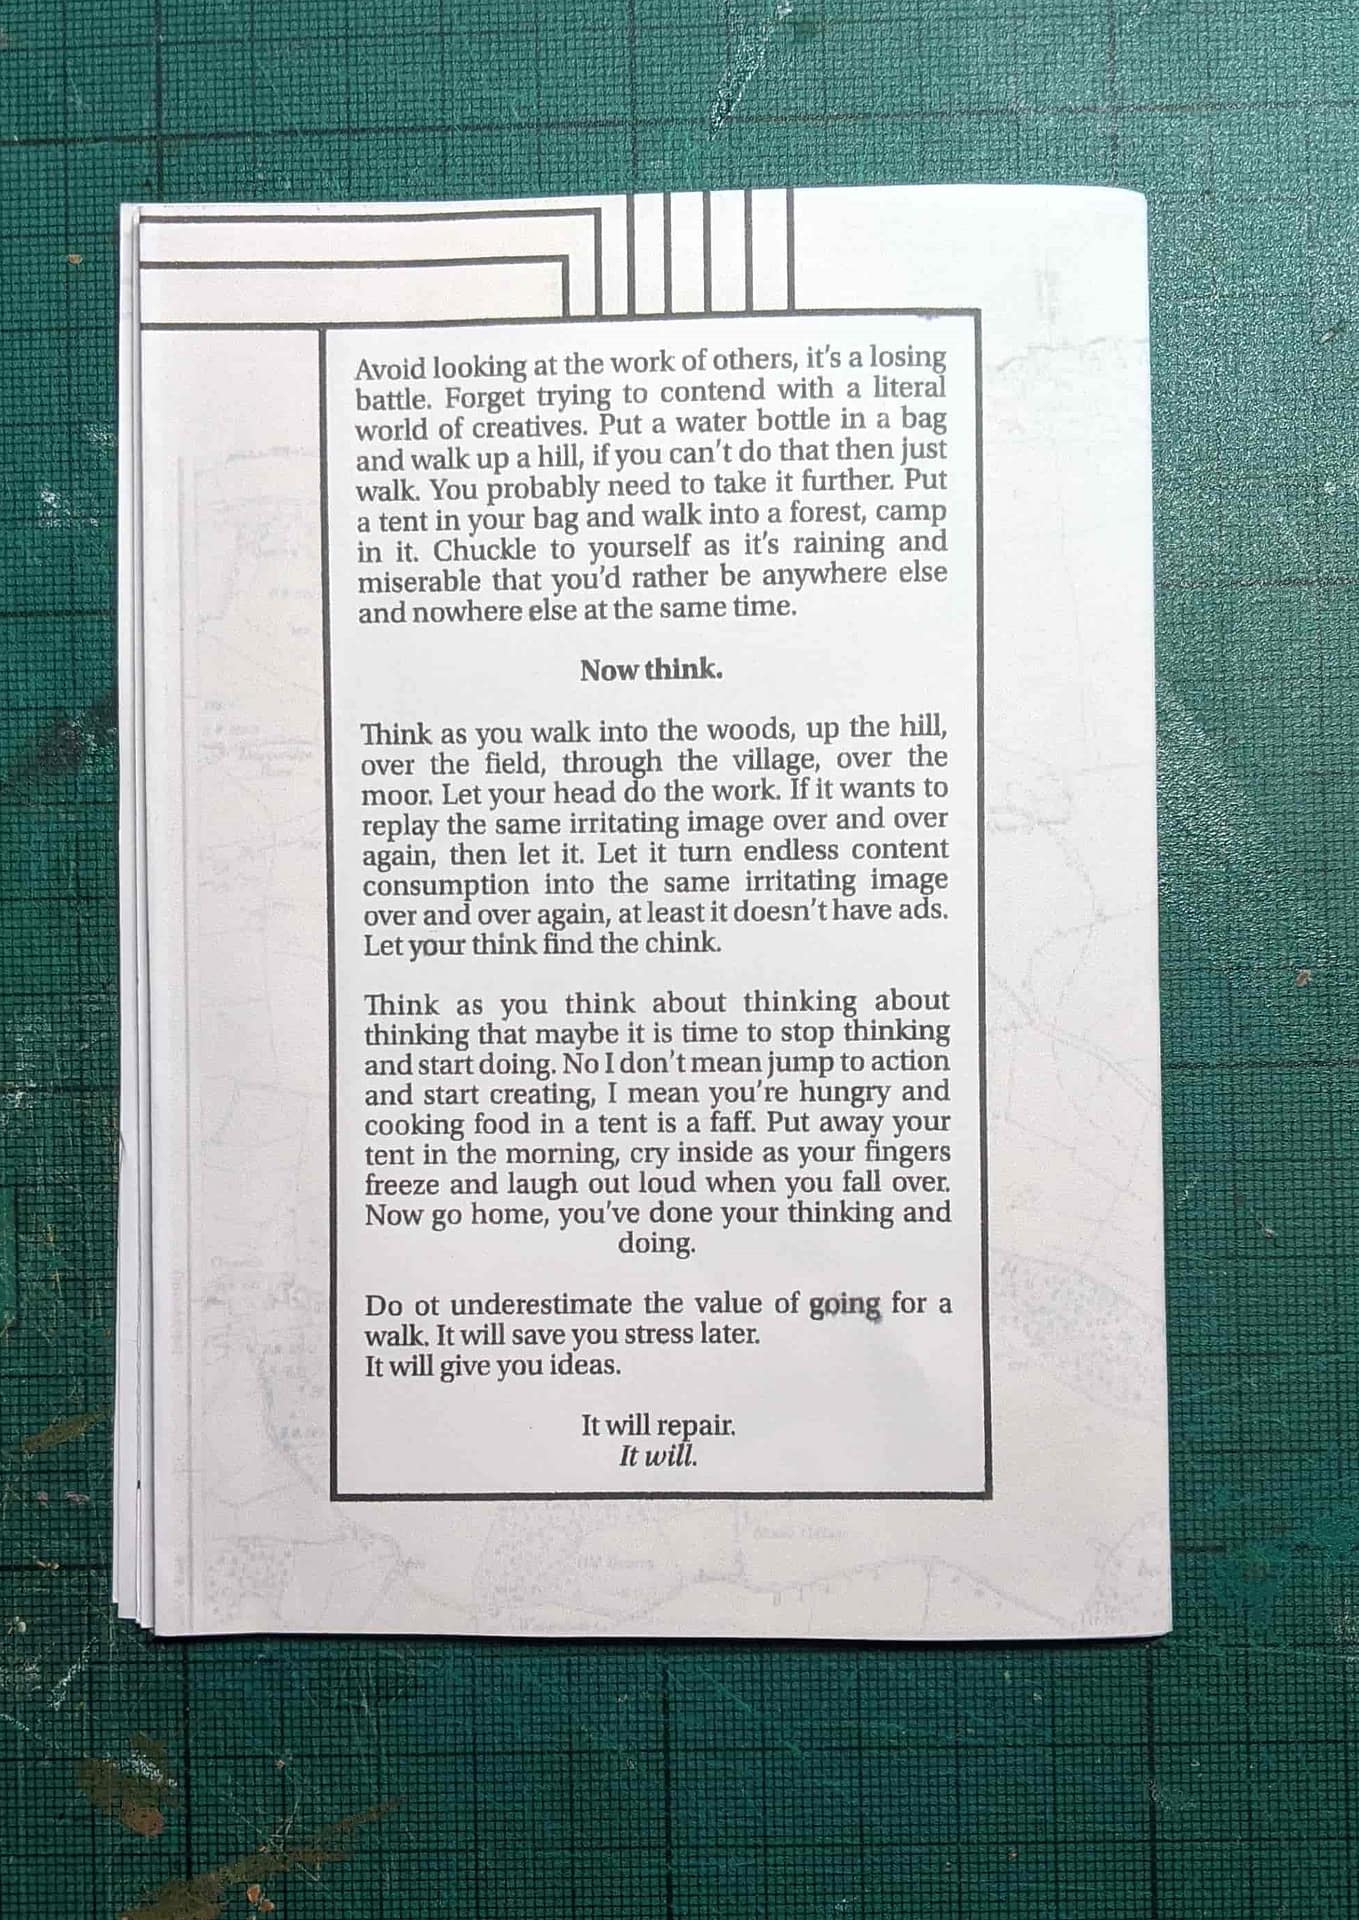 Avoid looking at the work of others, it's a losing
battle. Forget trying to contend with a literal
world of creatives. Put a water bottle in a bag
and walk up a hill, if you can't do that then just
walk. You probably need to take it further. Put
a tent in your bag and walk into a forest, camp
in it. Chuckle to yourself as it's raining and
miserable that you'd rather be anywhere else
and nowhere else at the same time.
Now think.
Think as you walk into the woods, up the hill,
over the field, through the village, over the
moor. Let your head do the work. If it wants to
replay the same irritating image over and over
again, then let it. Let it turn endless content
consumption into the same irritating image
over and over again, at least it doesn't have ads.
Let your think find the chink.
Think as you think about thinking about
thinking that maybe it is time to stop thinking
and start doing. No I don't mean jump to action
and start creating, I mean you're hungry and
cooking food in a tent is a faff. Put away your
tent in the morning, cry inside as your fingers
freeze and laugh out loud when you fall over.
Now go home, you've done your thinking and
doing.
Do ot underestimate the value of going for a
walk. It will save you stress later.
It will give you ideas.
It will repair.
It will.